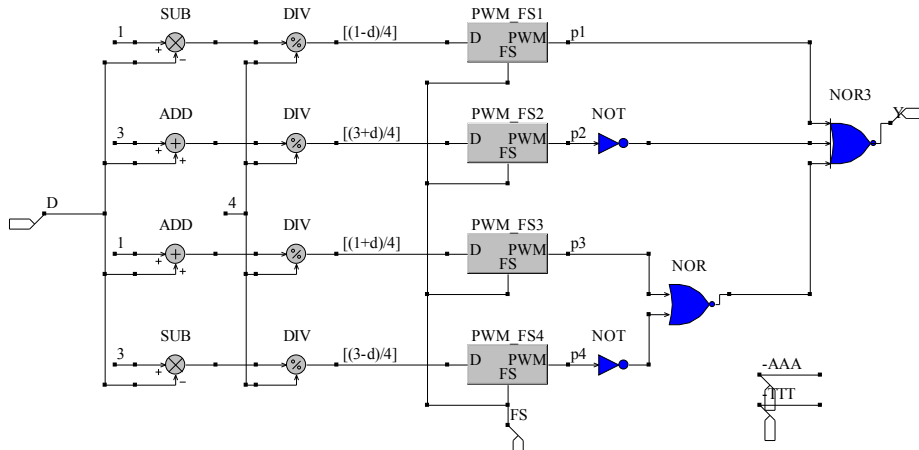 SUB DIV PWM_FS1
1 [(1-d)/4] D PWM p1
+ % FS
−
NOR3
ADD DIV PWM_FS2 NOT Y
3 [(3+d)/4] D PWM p2
+ + % FS
+
D 4
ADD DIV PWM_FS3
1 [(1+d)/4] D PWM p3
+ + % FS NOR
+
SUB DIV PWM_FS4 NOT
3 [(3-d)/4] D PWM p4
+ % FS -AAA
−
-TTT
FS